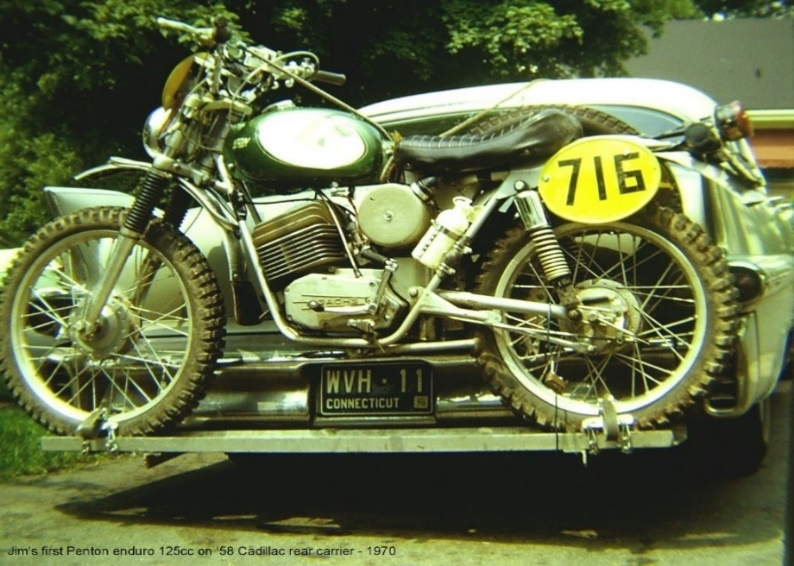 716
SACHS
WVH·11
CONNECTICUT
Jim's first Penton enduro 125cc on '58 Cadillac rear carrier - 1970